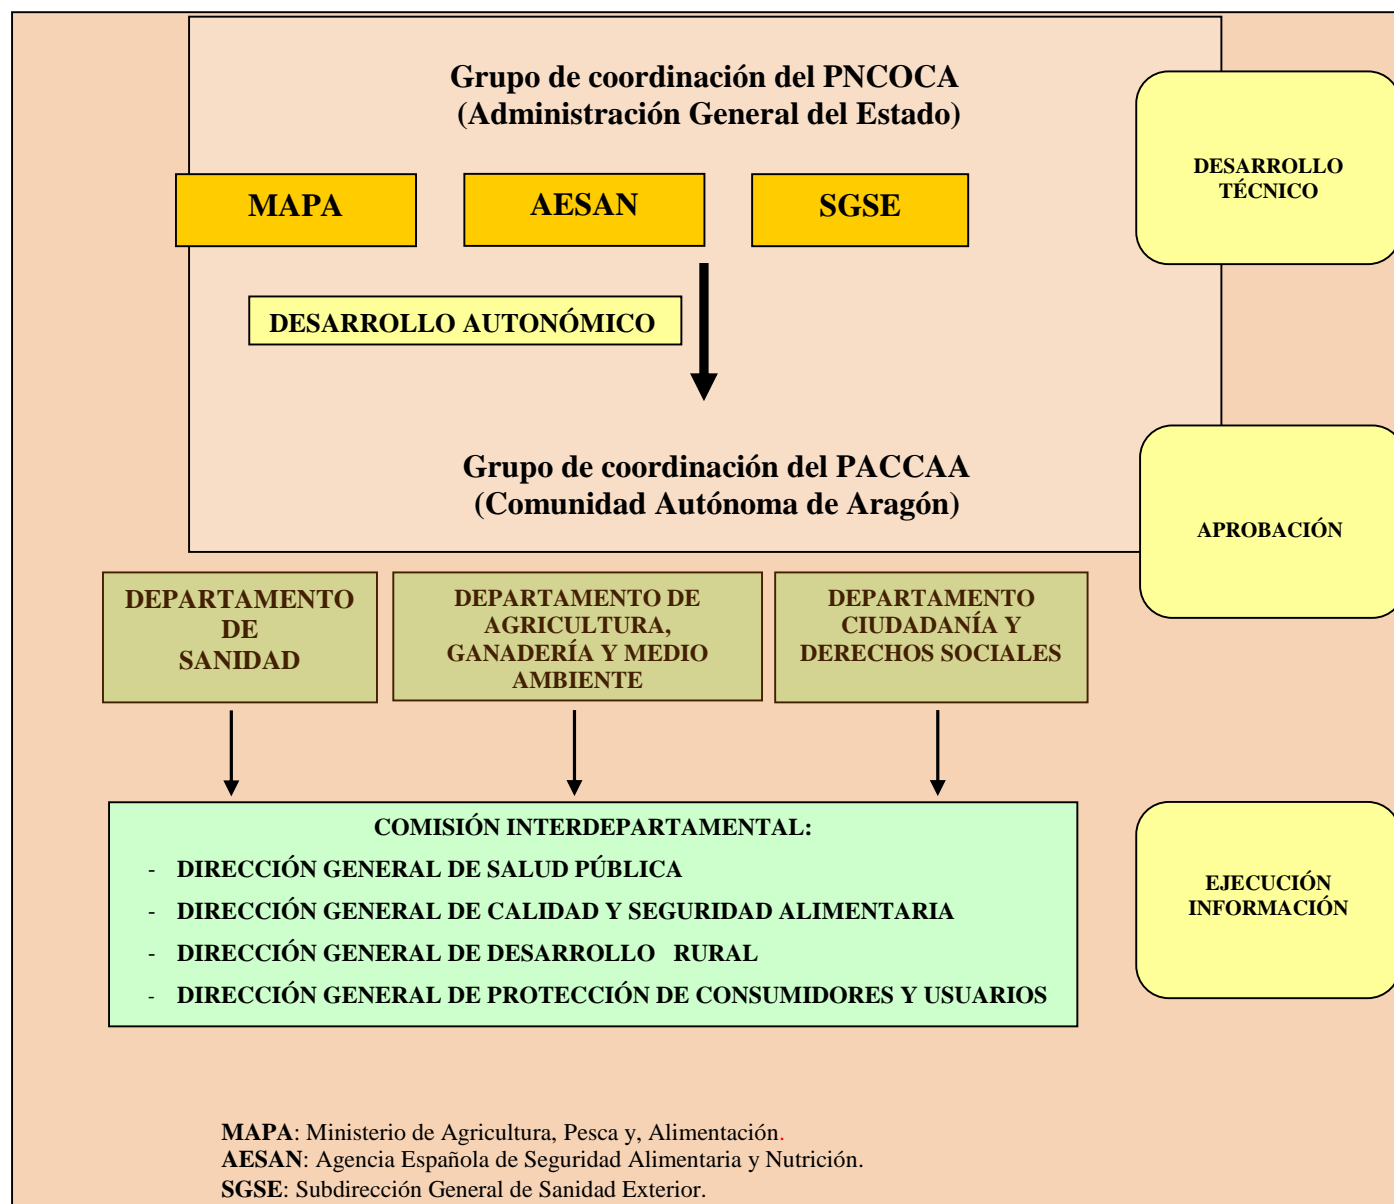 Grupo de coordinación del PNCOCA
(Administración General del Estado)
DESARROLLO
TÉCNICO
MAPA
AESAN
SGSE
DESARROLLO AUTONÓMICO
Grupo de coordinación del PACCAA
(Comunidad Autónoma de Aragón)
APROBACIÓN
DEPARTAMENTO
DE
SANIDAD
DEPARTAMENTO DE
AGRICULTURA,
GANADERÍA Y MEDIO
AMBIENTE
DEPARTAMENTO
CIUDADANÍA Y
DERECHOS SOCIALES
COMISIÓN INTERDEPARTAMENTAL:
- DIRECCIÓN GENERAL DE SALUD PÚBLICA
- DIRECCIÓN GENERAL DE CALIDAD Y SEGURIDAD ALIMENTARIA
- DIRECCIÓN GENERAL DE DESARROLLO RURAL
- DIRECCIÓN GENERAL DE PROTECCIÓN DE CONSUMIDORES Y USUARIOS
EJECUCIÓN
INFORMACIÓN
MAPA: Ministerio de Agricultura, Pesca y, Alimentación.
AESAN: Agencia Española de Seguridad Alimentaria y Nutrición.
SGSE: Subdirección General de Sanidad Exterior.